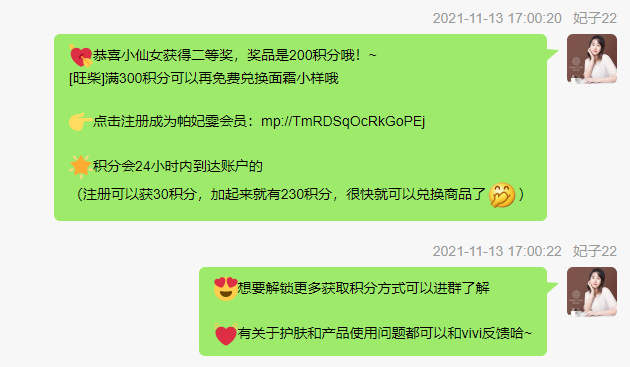 2021-11-13 17:00:20 妃子22
恭喜小仙女获得二等奖，奖品是200积分哦！~
[旺柴]满300积分可以再免费兑换面霜小样哦
点击注册成为帕妃雯会员：mp://TmRDSqOcRkGoPEj
积分会24小时内到达账户的
（注册可以获30积分，加起来就有230积分，很快就可以兑换商品了）
2021-11-13 17:00:22 妃子22
想要解锁更多获取积分方式可以进群了解
有关于护肤和产品使用问题都可以和vivi反馈哈~